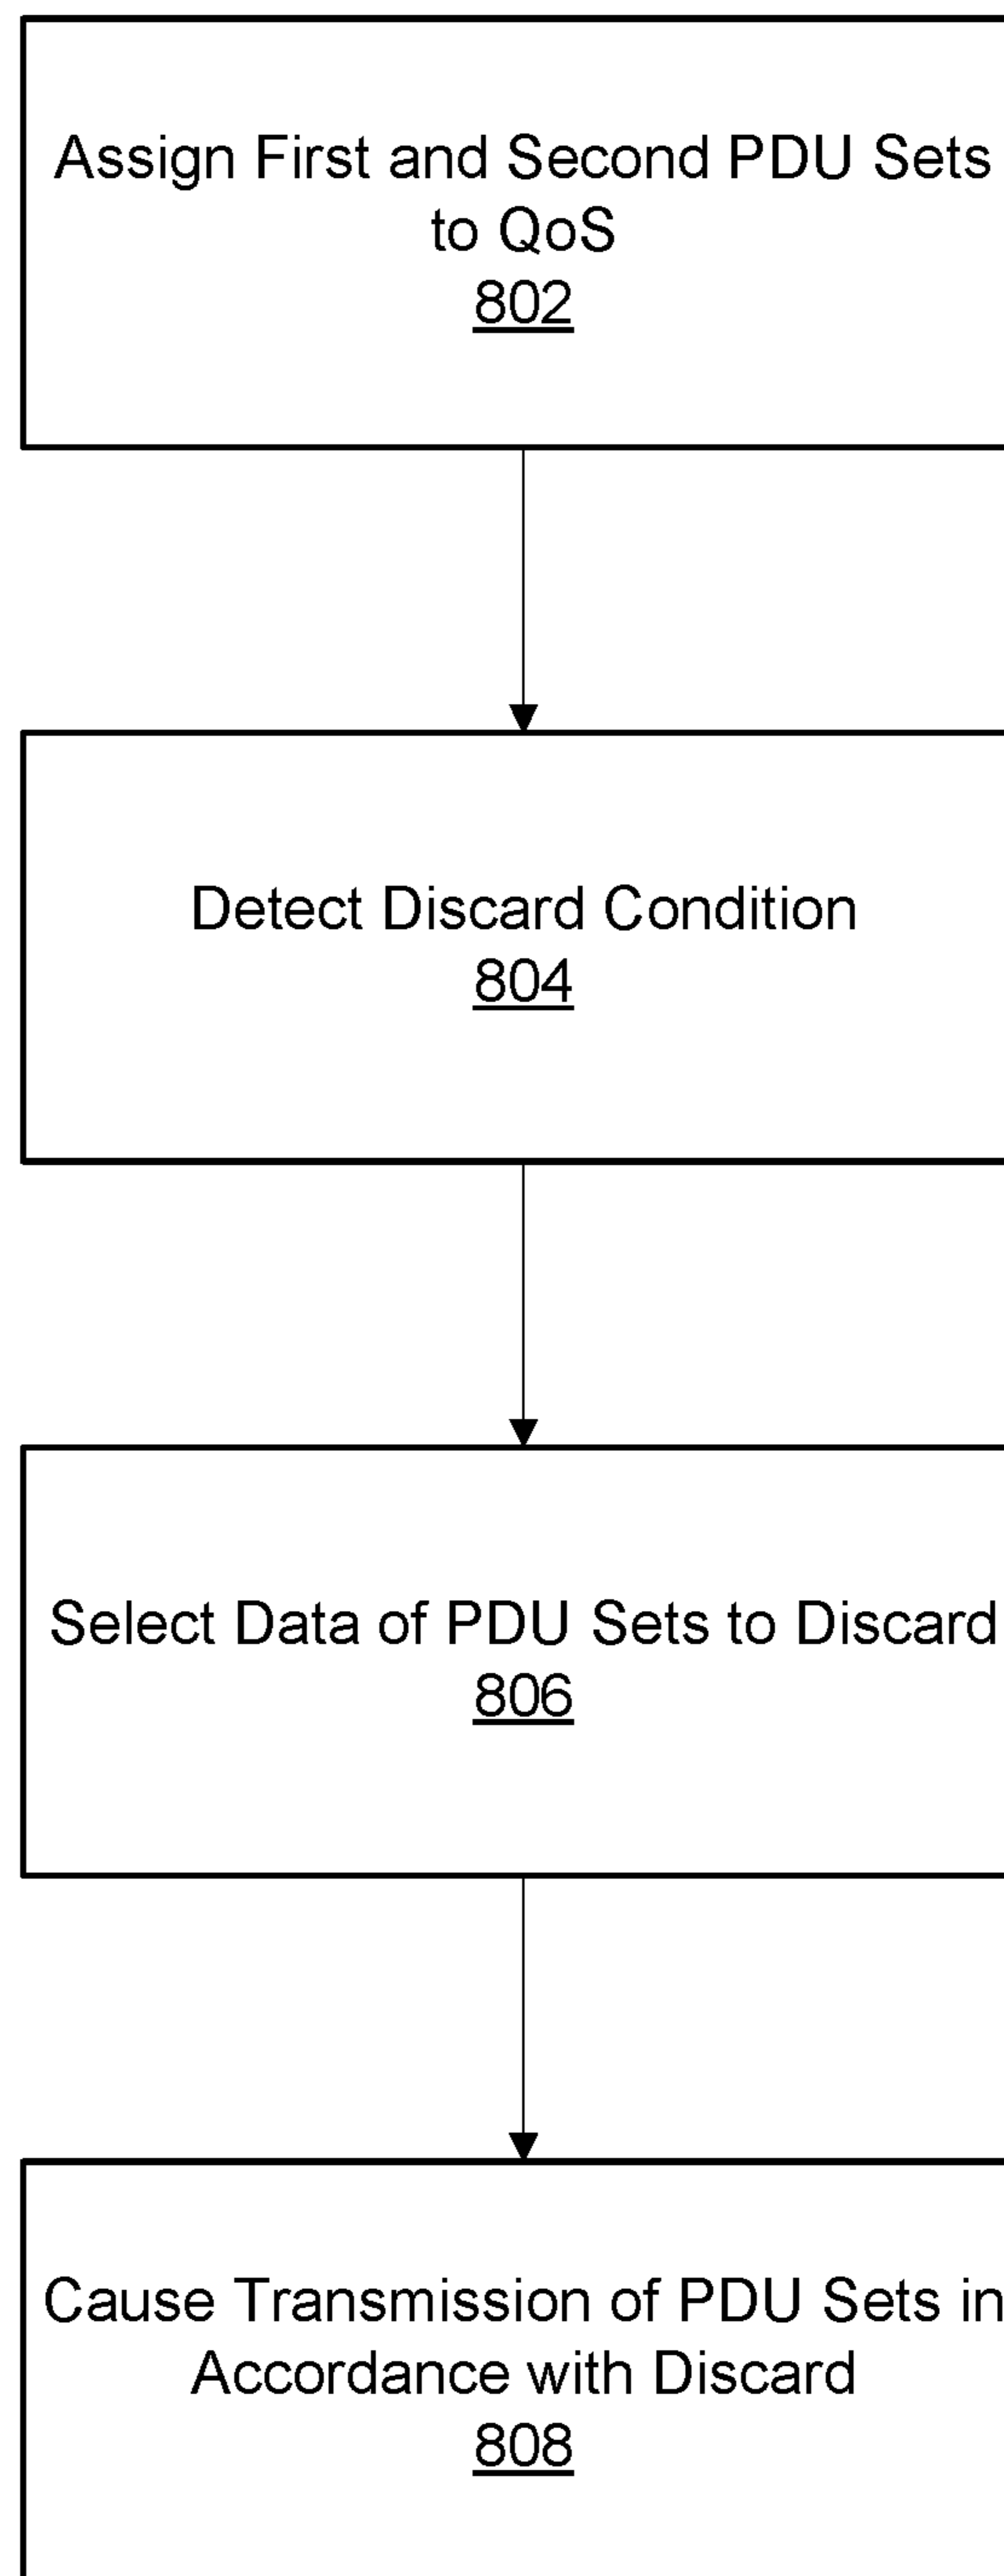 Assign First and Second PDU Sets
to QoS
802
Detect Discard Condition
804
Select Data of PDU Sets to Discard
806
Cause Transmission of PDU Sets in
Accordance with Discard
808